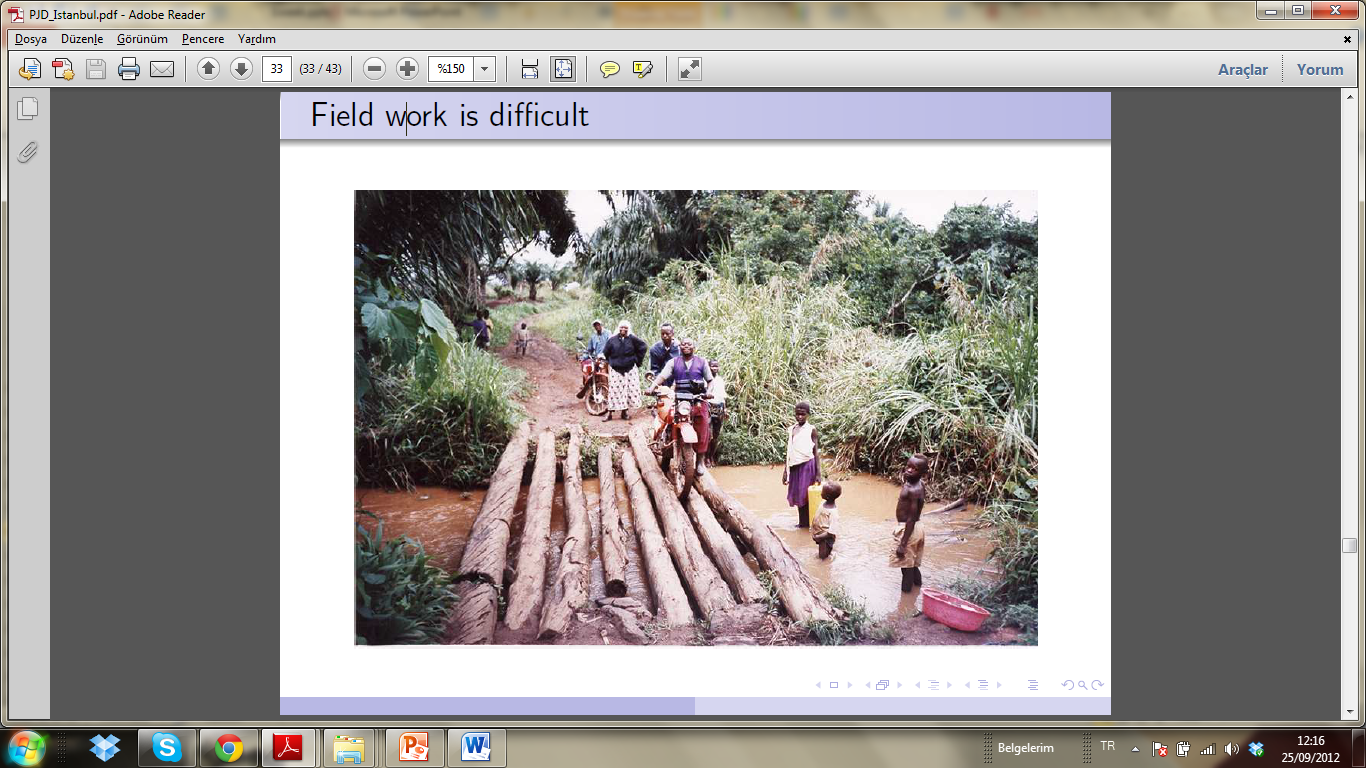 PJD_Istanbul.pdf - Adobe Reader
Dosya Düzenle Görünüm Pencere Yardım
33 (33 / 43) %150 Araçlar Yorum
Field work is difficult
Belgelerim TR 12:16
25/09/2012